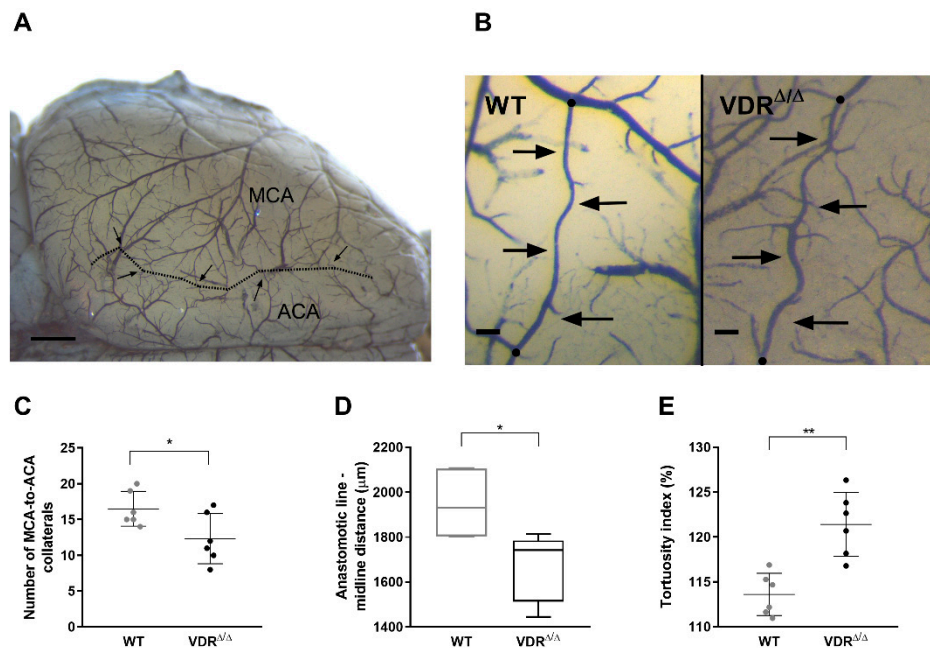 A
B
MCA
ACA
WT
VDR^Δ/Δ
C
D
E
Number of MCA-to-ACA
collaterals
25
20
15
10
5
0
*
WT
VDR^Δ/Δ
Anastomotic line -
midline distance (μm)
2200
2000
1800
1600
1400
*
WT
VDR^Δ/Δ
Tortuosity index (%)
130
125
120
115
110
**
WT
VDR^Δ/Δ